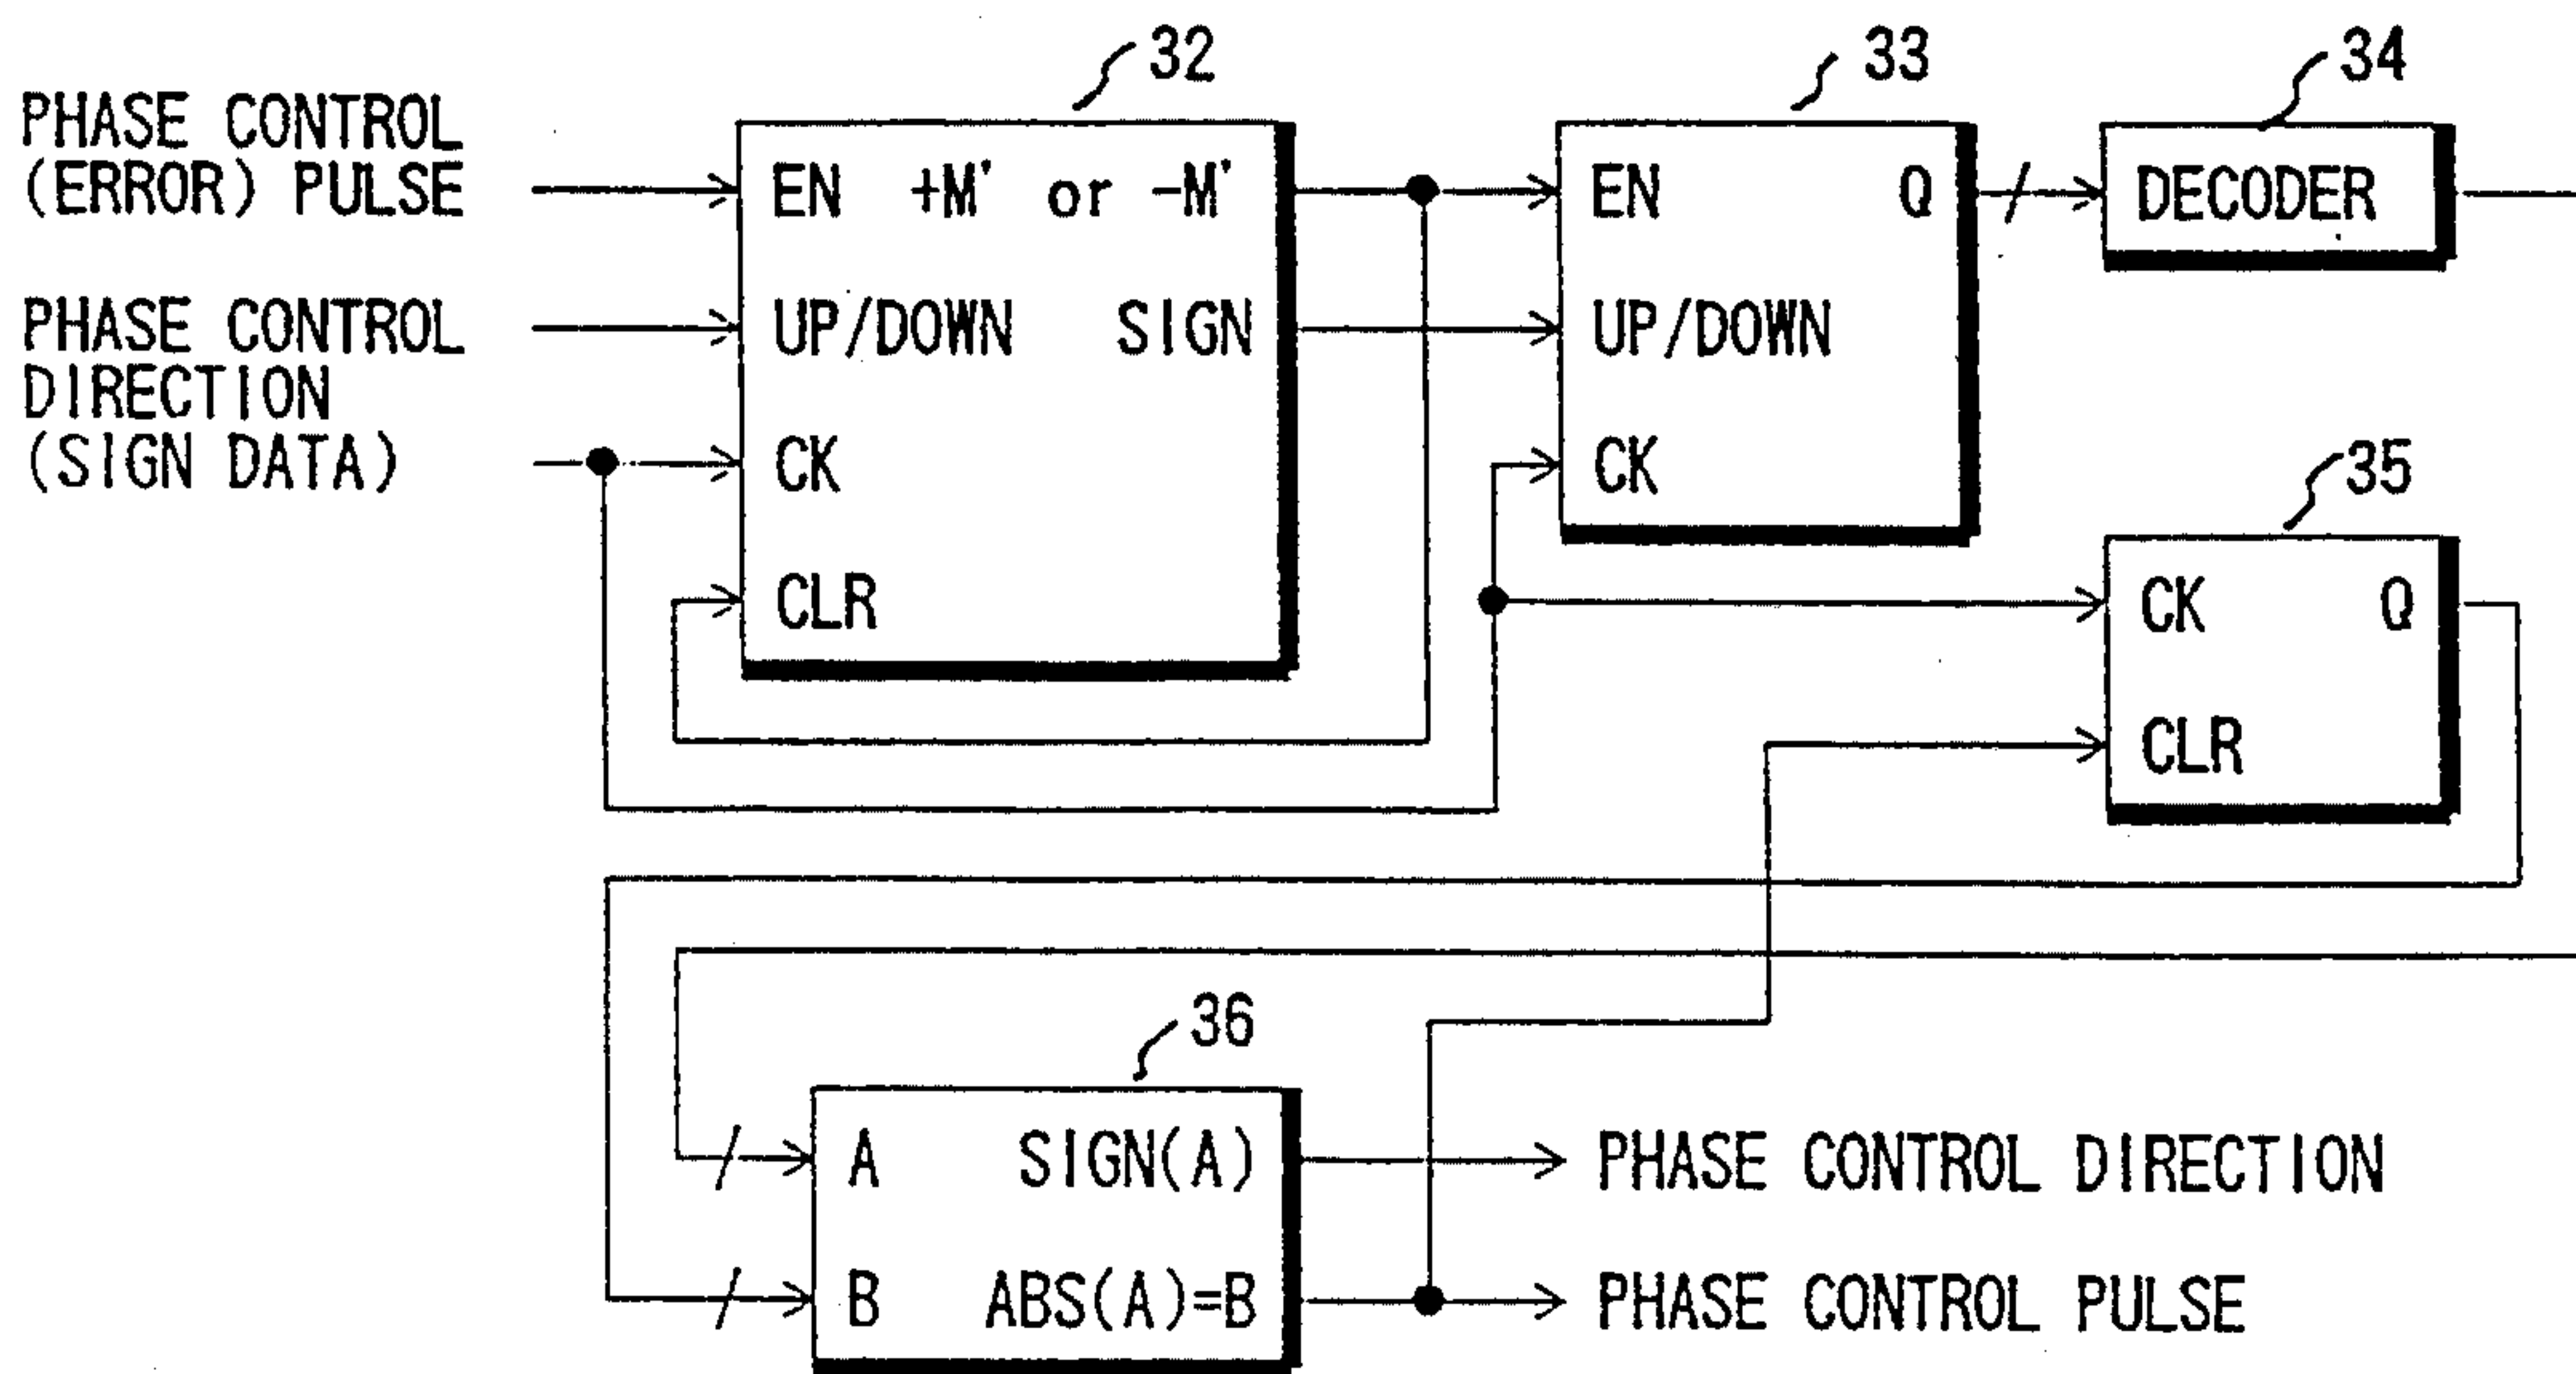 32
33
34
PHASE CONTROL
(ERROR) PULSE
EN +M' or -M'
EN Q
DECODER
PHASE CONTROL
DIRECTION
(SIGN DATA)
UP/DOWN SIGN
UP/DOWN
CK
CK
35
CLR
CK Q
CLR
36
A SIGN(A)
PHASE CONTROL DIRECTION
B ABS(A)=B
PHASE CONTROL PULSE